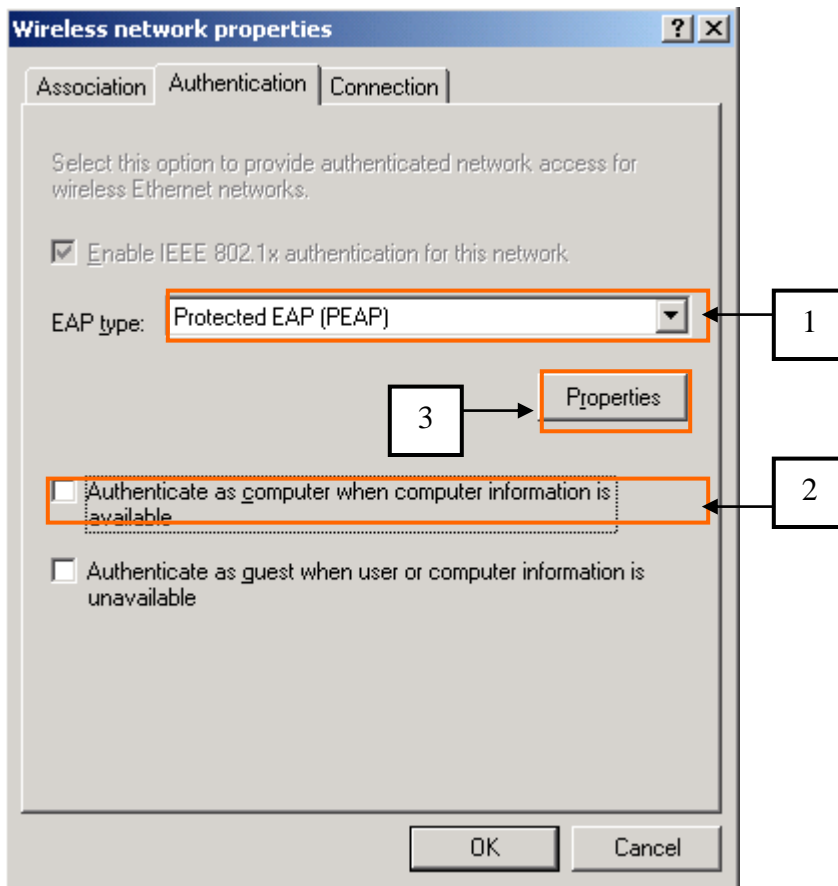 Wireless network properties
Association Authentication Connection
Select this option to provide authenticated network access for
wireless Ethernet networks.
Enable IEEE 802.1x authentication for this network
EAP type: Protected EAP (PEAP)
1
Properties
3
Authenticate as computer when computer information is
available
2
Authenticate as guest when user or computer information is
unavailable
OK Cancel